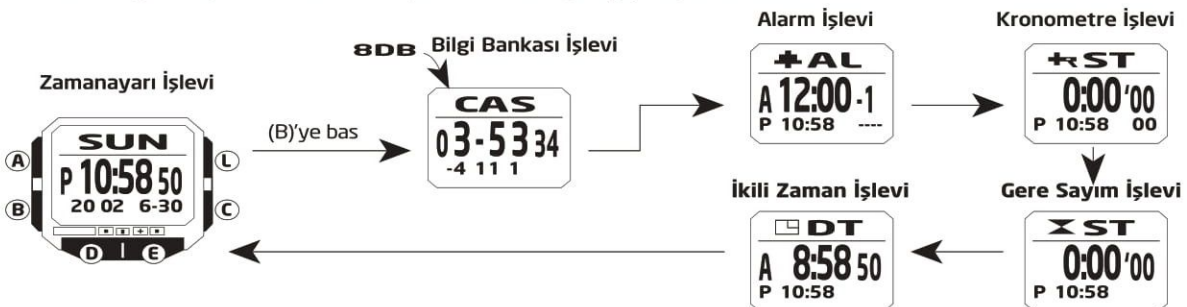 Zamanayarı İşlevi
SUN
P 10:58 50
20 02 6-30
A
B
L
C
D
E
(B)’ye bas
8DB
Bilgi Bankası İşlevi
CAS
03-5334
-4 11 1
Alarm İşlevi
AL
A 12:00 -1
P 10:58 ----
Kronometre İşlevi
ST
0:00'00
P 10:58 00
Gere Sayım İşlevi
ST
0:00'00
P 10:58
İkili Zaman İşlevi
DT
A 8:58 50
P 10:58